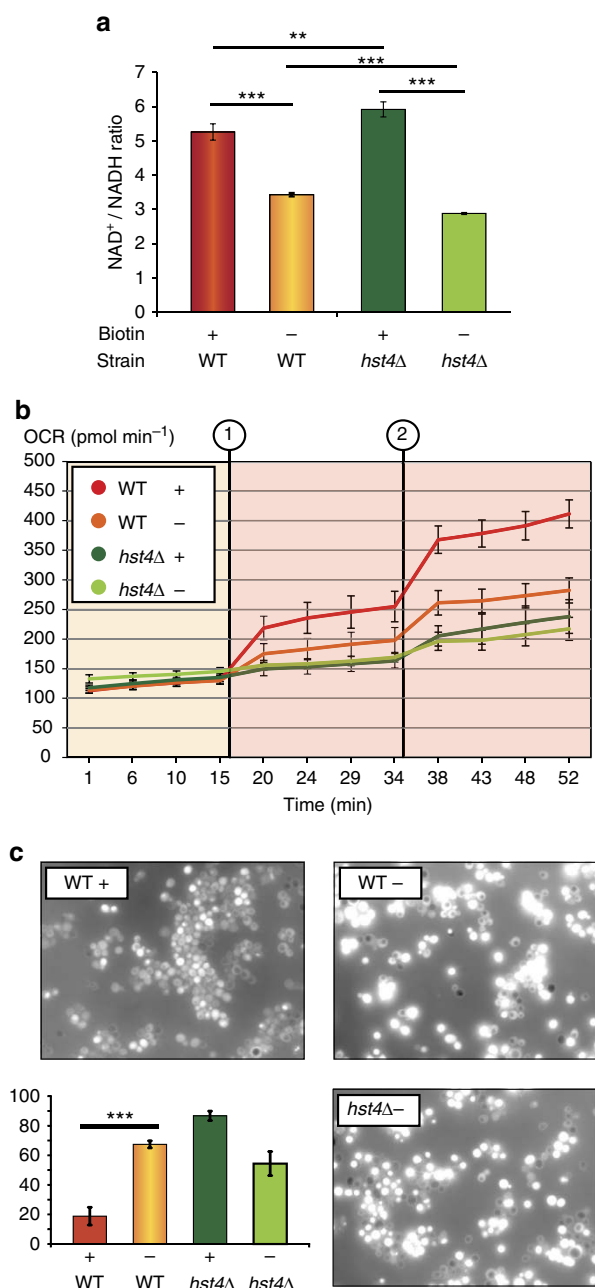 a
**
***
*** ***
NAD⁺ / NADH ratio
7
6
5
4
3
2
1
0
Biotin + − + −
Strain WT WT hst4Δ hst4Δ
b
OCR (pmol min⁻¹)
1 2
500
450
400
350
300
250
200
150
100
50
0
WT +
WT −
hst4Δ +
hst4Δ −
1 6 10 15 20 24 29 34 38 43 48 52
Time (min)
c
WT +
WT −
100
80
60
40
20
0
***
+ − + −
WT WT hst4Δ hst4Δ
hst4Δ−